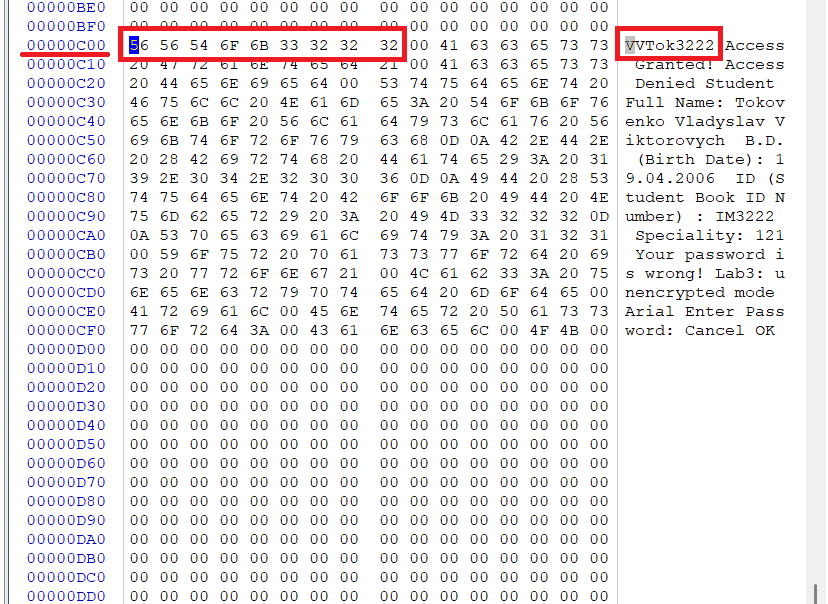 00000BE0 00 00 00 00 00 00 00 00 00 00 00 00 00 00 00 00
00000BF0 00 00 00 00 00 00 00 00 00 00 00 00 00 00 00 00
00000C00 56 56 54 6F 6B 33 32 32 32 00 41 63 63 65 73 73 VVTok3222 Access
00000C10 20 47 72 61 6E 74 65 64 21 00 41 63 63 65 73 73 Granted! Access
00000C20 20 44 65 6E 69 65 64 00 53 74 75 64 65 6E 74 20 Denied Student
00000C30 46 75 6C 6C 20 4E 61 6D 65 3A 20 54 6F 6B 6F 76 Full Name: Tokov
00000C40 65 6E 6B 6F 20 56 6C 61 64 79 73 6C 61 76 20 56 enko Vladyslav V
00000C50 69 6B 74 6F 72 6F 76 79 63 68 0D 0A 42 2E 44 2E iktorovych B.D.
00000C60 20 28 42 69 72 74 68 20 44 61 74 65 29 3A 20 31 (Birth Date): 1
00000C70 39 2E 30 34 2E 32 30 30 36 0D 0A 49 44 20 28 53 9.04.2006 ID (S
00000C80 74 75 64 65 6E 74 20 42 6F 6F 6B 20 49 44 20 4E tudent Book ID N
00000C90 75 6D 62 65 72 29 20 3A 20 49 4D 33 32 32 32 0D umber) : IM3222
00000CA0 0A 53 70 65 63 69 61 6C 69 74 79 3A 20 31 32 31 Speciality: 121
00000CB0 00 59 6F 75 72 20 70 61 73 73 77 6F 72 64 20 69 Your password i
00000CC0 73 20 77 72 6F 6E 67 21 00 4C 61 62 33 3A 20 75 s wrong! Lab3: u
00000CD0 6E 65 6E 63 72 79 70 74 65 64 20 6D 6F 64 65 00 nencrypted mode
00000CE0 41 72 69 61 6C 00 45 6E 74 65 72 20 50 61 73 73 Arial Enter Pass
00000CF0 77 6F 72 64 3A 00 43 61 6E 63 65 6C 00 4F 4B 00 word: Cancel OK
00000D00 00 00 00 00 00 00 00 00 00 00 00 00 00 00 00 00
00000D10 00 00 00 00 00 00 00 00 00 00 00 00 00 00 00 00
00000D20 00 00 00 00 00 00 00 00 00 00 00 00 00 00 00 00
00000D30 00 00 00 00 00 00 00 00 00 00 00 00 00 00 00 00
00000D40 00 00 00 00 00 00 00 00 00 00 00 00 00 00 00 00
00000D50 00 00 00 00 00 00 00 00 00 00 00 00 00 00 00 00
00000D60 00 00 00 00 00 00 00 00 00 00 00 00 00 00 00 00
00000D70 00 00 00 00 00 00 00 00 00 00 00 00 00 00 00 00
00000D80 00 00 00 00 00 00 00 00 00 00 00 00 00 00 00 00
00000D90 00 00 00 00 00 00 00 00 00 00 00 00 00 00 00 00
00000DA0 00 00 00 00 00 00 00 00 00 00 00 00 00 00 00 00
00000DB0 00 00 00 00 00 00 00 00 00 00 00 00 00 00 00 00
00000DC0 00 00 00 00 00 00 00 00 00 00 00 00 00 00 00 00
00000DD0 00 00 00 00 00 00 00 00 00 00 00 00 00 00 00 00